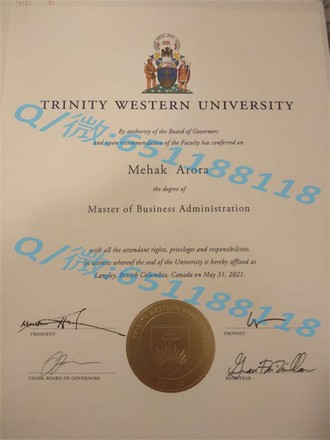 TRINITY WESTERN UNIVERSITY
By authority of the Board of Governors
and upon recommendation of the Faculty has conferred on
Mehak Arora
the degree of
Master of Business Administration
with all the attendant rights, privileges and responsibilities.
In witness whereof the seal of the University is hereby affixed at
Langley, British Columbia, Canada on May 31, 2021.
PRESIDENT
PROVOST
CHAIR, BOARD OF GOVERNORS
REGISTRAR
TRINITY WESTERN UNIVERSITY
Q/微:651188118
Q/微:651188118